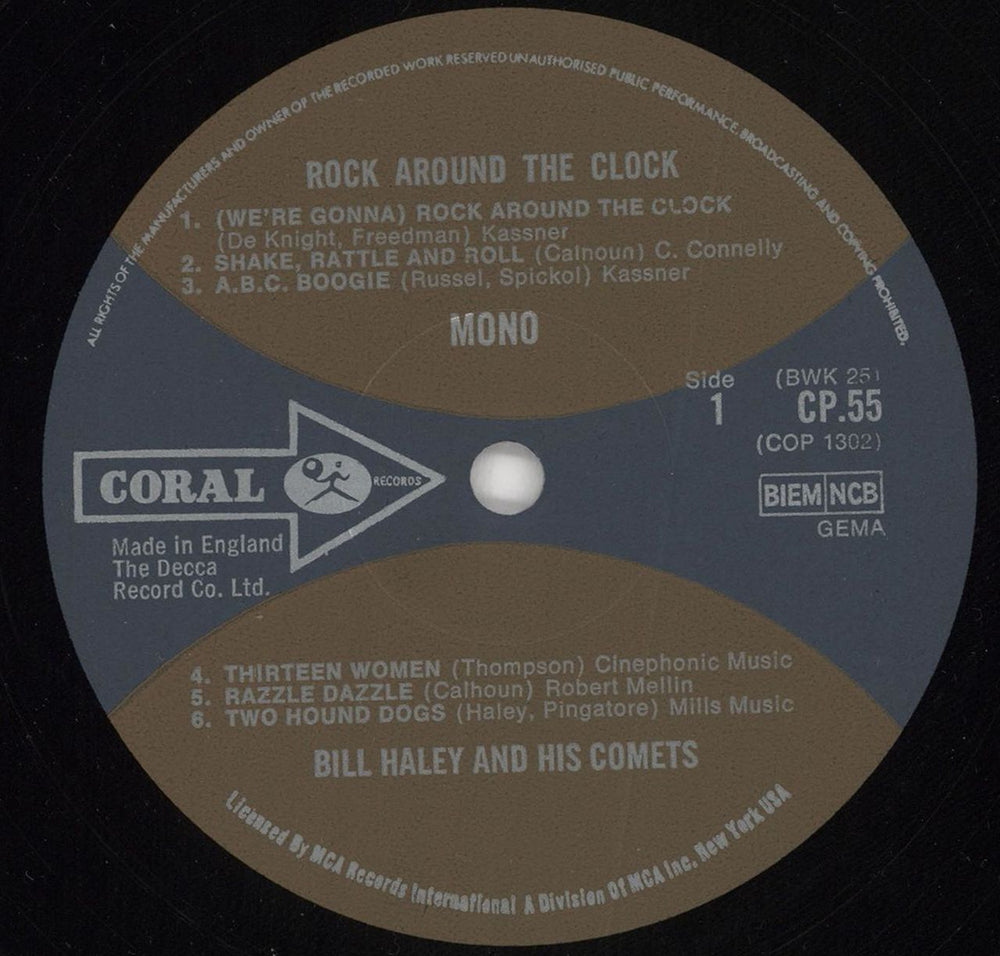 ALL RIGHTS OF THE MANUFACTURERS AND OWNER OF THE RECORDED WORK RESERVED UNAUTHORISED PUBLIC PERFORMANCE, BROADCASTING AND COPYING PROHIBITED.
ROCK AROUND THE CLOCK
1. (WE'RE GONNA) ROCK AROUND THE CLOCK
(De Knight, Freedman) Kassner
2. SHAKE, RATTLE AND ROLL (Calhoun) C. Connelly
3. A.B.C. BOOGIE (Russel, Spickol) Kassner
MONO
Side
1
(BWK 251
CP.55
(COP 1302)
CORAL RECORDS
BIEM NCB
GEMA
Made in England
The Decca
Record Co. Ltd.
4. THIRTEEN WOMEN (Thompson) Cinephonic Music
5. RAZZLE DAZZLE (Calhoun) Robert Mellin
6. TWO HOUND DOGS (Haley, Pingatore) Mills Music
BILL HALEY AND HIS COMETS
Licensed By MCA Records International A Division Of MCA Inc. New York USA